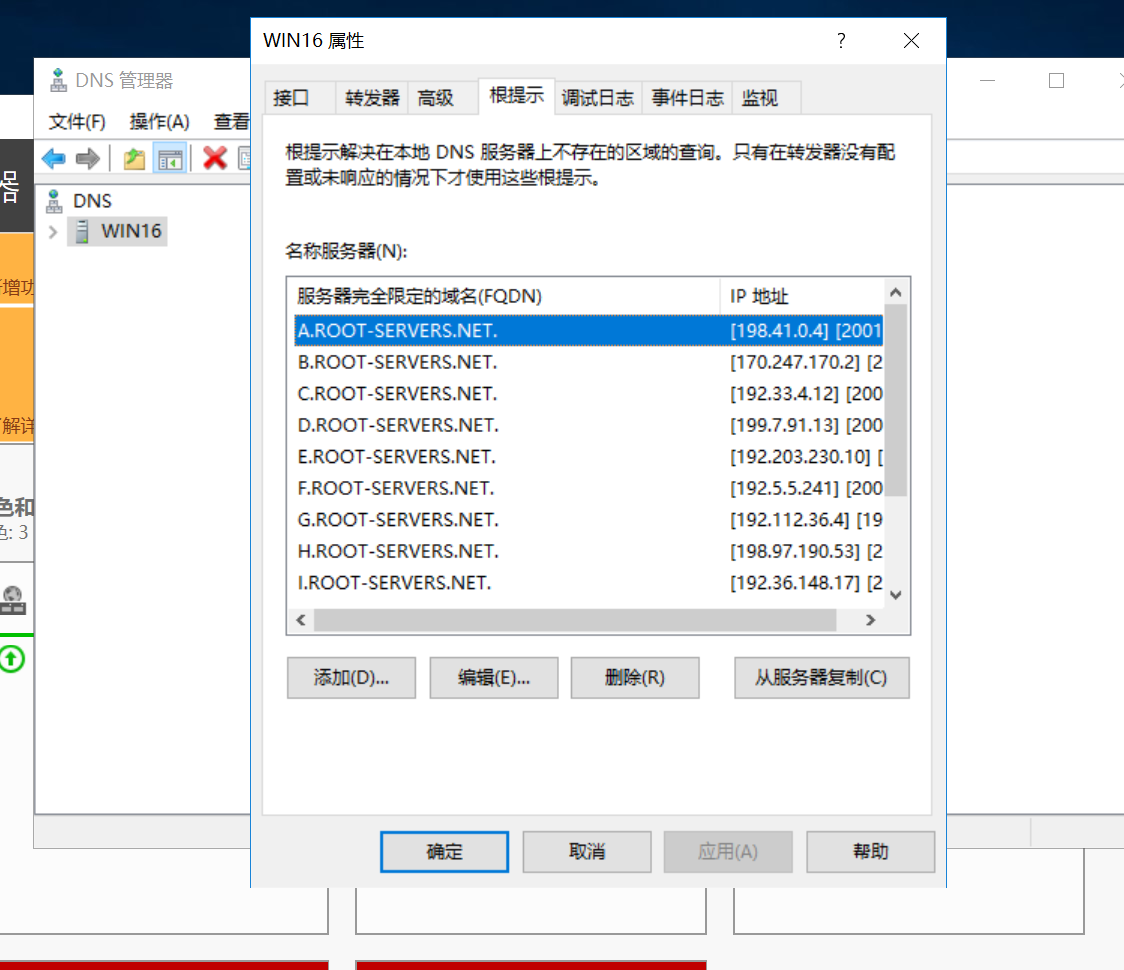 WIN16 属性
?
DNS 管理器
文件(F) 操作(A) 查看
接口 转发器 高级 根提示 调试日志 事件日志 监视
根提示解决在本地 DNS 服务器上不存在的区域的查询。只有在转发器没有配
置或未响应的情况下才使用这些根提示。
DNS
WIN16
名称服务器(N):
服务器完全限定的域名(FQDN) IP 地址
A.ROOT-SERVERS.NET. [198.41.0.4] [2001
B.ROOT-SERVERS.NET. [170.247.170.2] [2
C.ROOT-SERVERS.NET. [192.33.4.12] [200
D.ROOT-SERVERS.NET. [199.7.91.13] [200
E.ROOT-SERVERS.NET. [192.203.230.10] [
F.ROOT-SERVERS.NET. [192.5.5.241] [200
G.ROOT-SERVERS.NET. [192.112.36.4] [19
H.ROOT-SERVERS.NET. [198.97.190.53] [2
I.ROOT-SERVERS.NET. [192.36.148.17] [2
添加(D)... 编辑(E)... 删除(R) 从服务器复制(C)
确定 取消 应用(A) 帮助
器
增功
解详
色和
色: 3